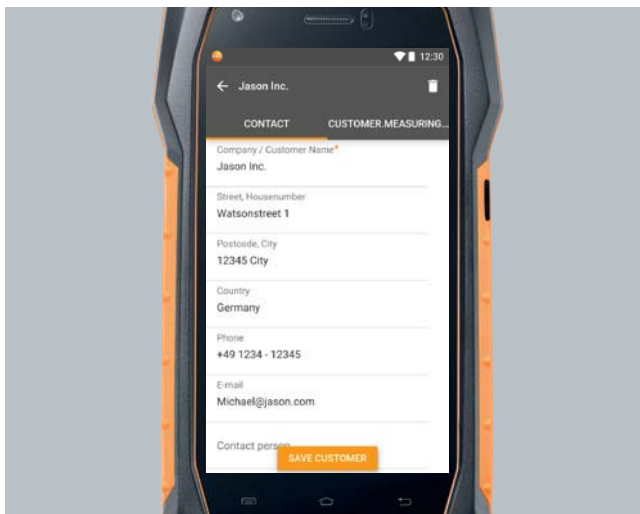 12:30
Jason Inc.
CONTACT CUSTOMER.MEASURING...
Company / Customer Name*
Jason Inc.
Street, Housenumber
Watsonstreet 1
Postcode, City
12345 City
Country
Germany
Phone
+49 1234 - 12345
E-mail
Michael@jason.com
Contact person
SAVE CUSTOMER